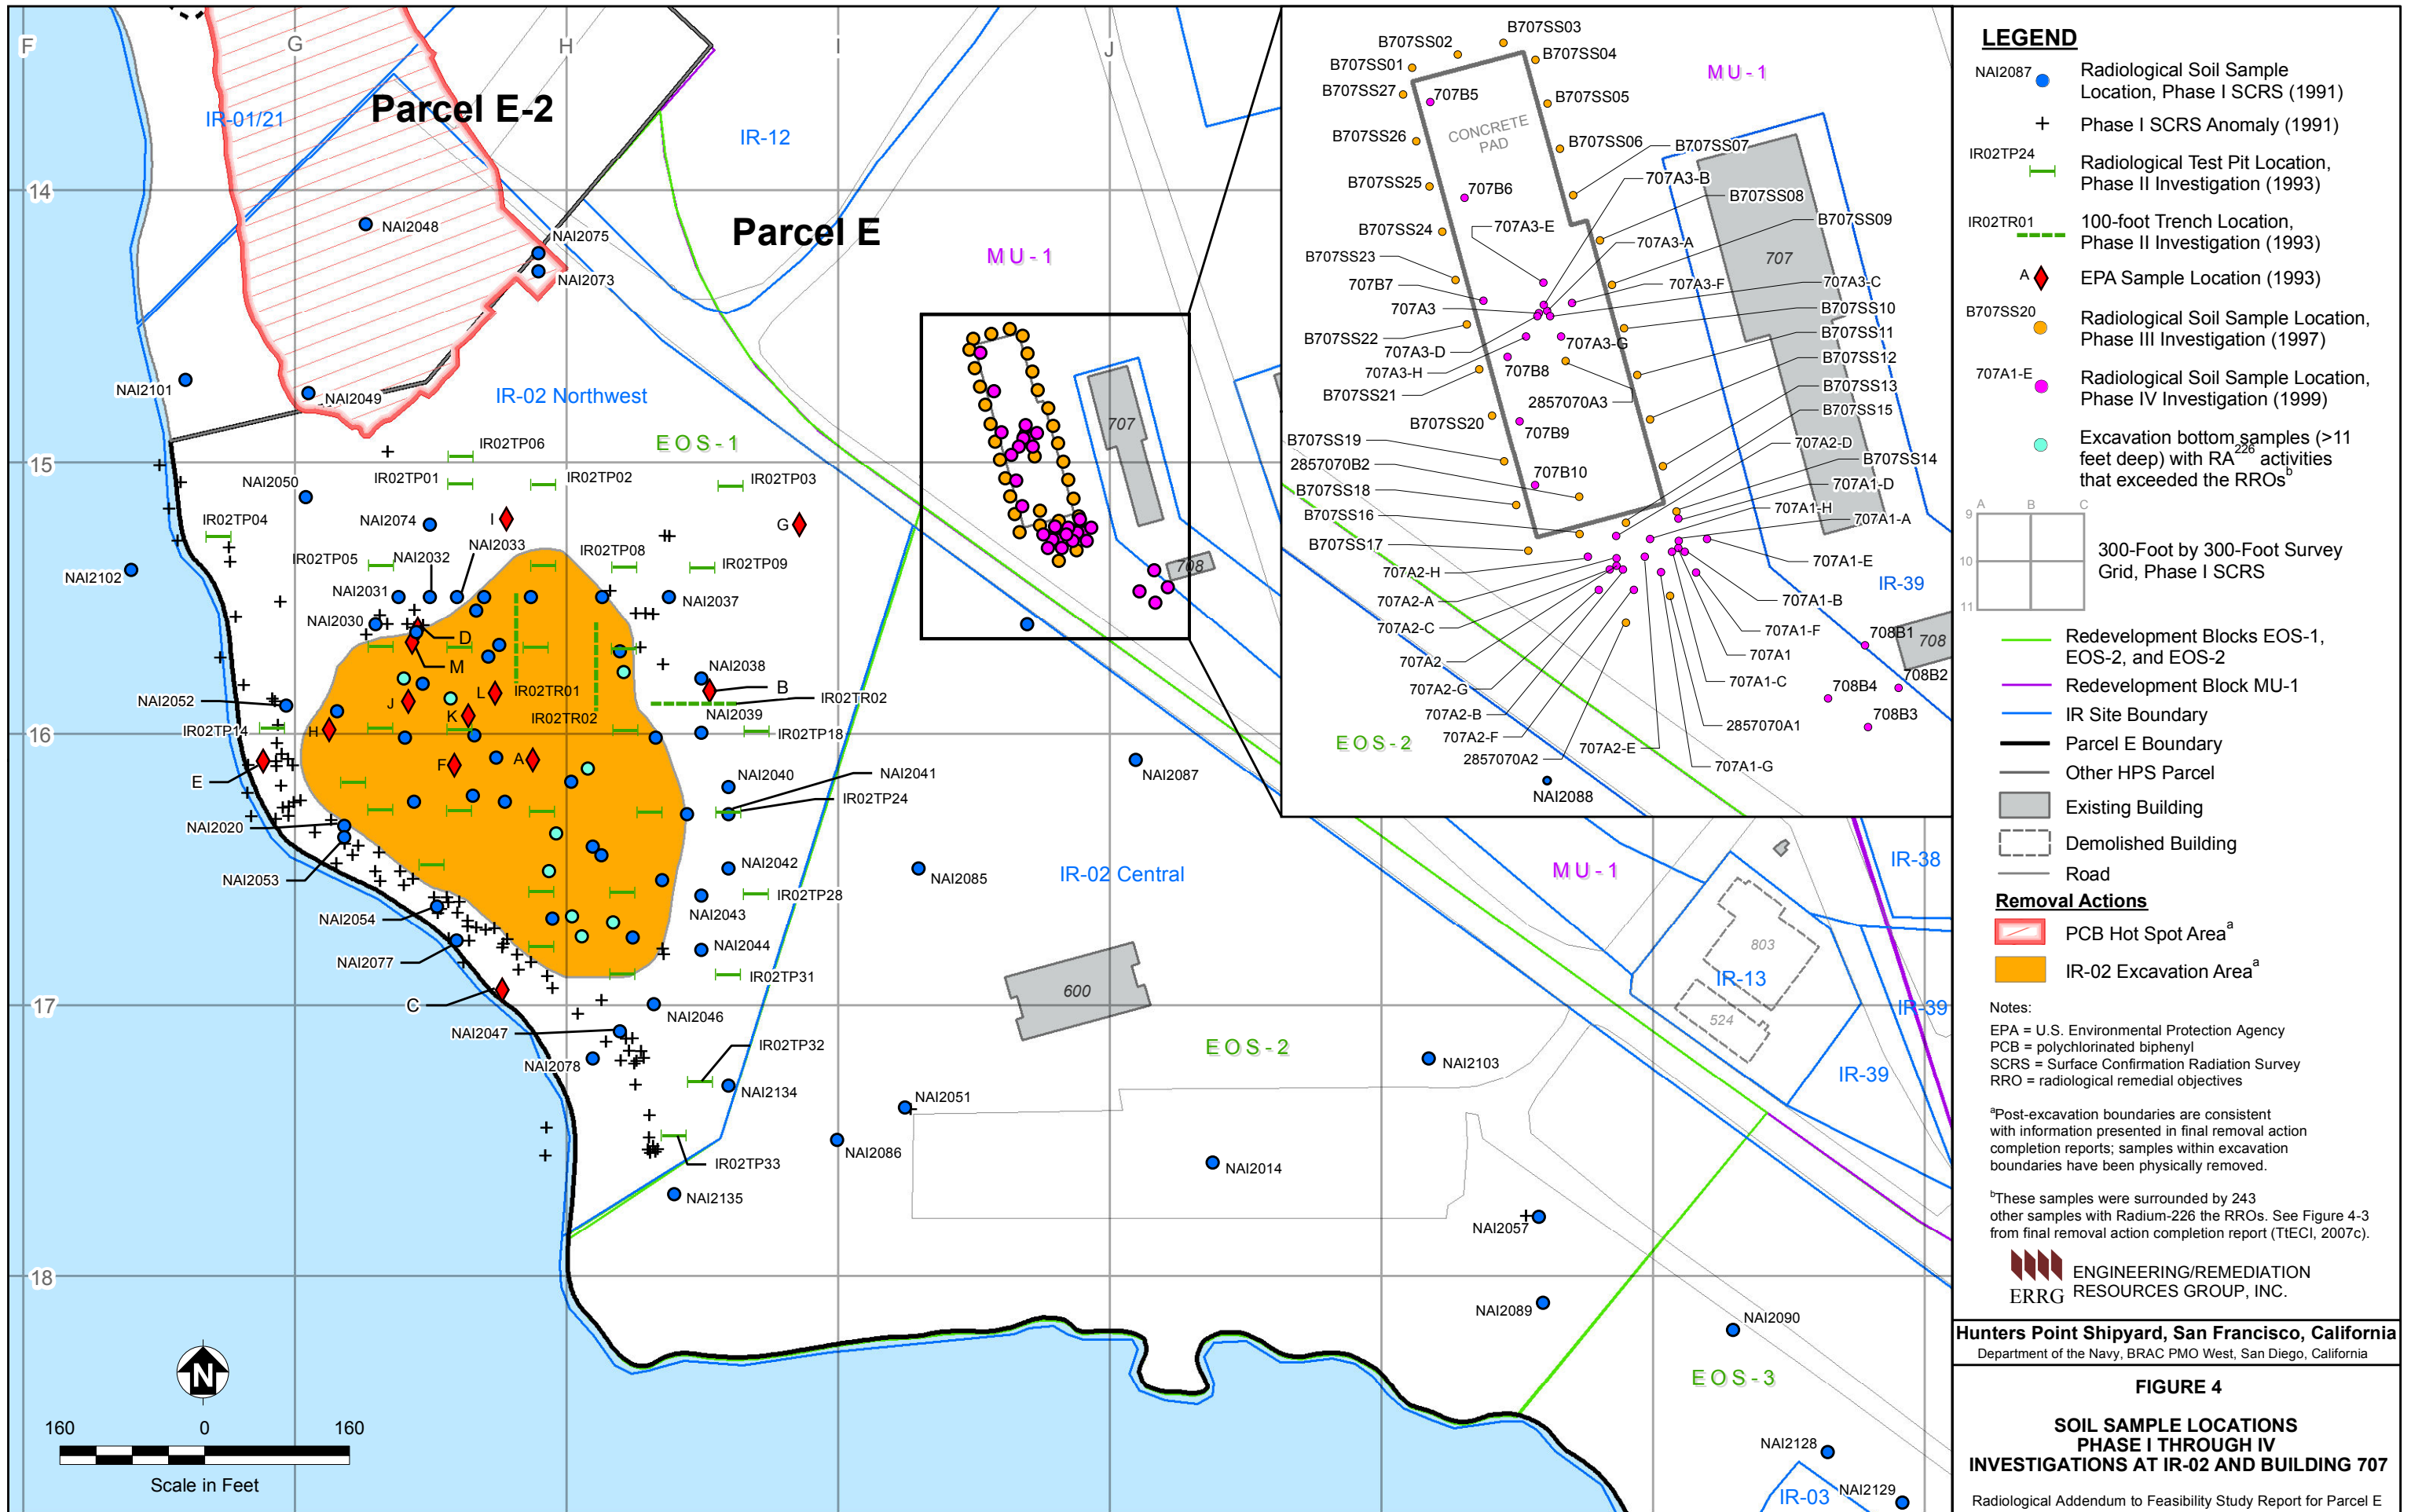 F
G
H
I
J
14
15
16
17
18
Parcel E-2
Parcel E
IR-01/21
IR-12
MU-1
NAI2048
NAI2075
NAI2073
NAI2101
NAI2049
IR-02 Northwest
EOS-1
IR02TP06
IR02TP01
IR02TP02
IR02TP03
NAI2050
IR02TP04
NAI2074
I
G
IR02TP05
NAI2032
NAI2033
IR02TP08
IR02TP09
NAI2102
NAI2031
NAI2037
NAI2030
D
M
NAI2038
B
L
IR02TR01
IR02TR02
NAI2052
J
K
IR02TR02
NAI2039
IR02TP14
H
IR02TP18
E
F
A
NAI2040
NAI2041
IR02TP24
NAI2087
NAI2020
NAI2053
NAI2042
NAI2085
IR-02 Central
IR02TP28
NAI2054
NAI2043
NAI2044
NAI2077
IR02TP31
C
NAI2046
NAI2047
NAI2078
IR02TP32
NAI2134
NAI2051
NAI2086
IR02TP33
NAI2135
NAI2014
600
EOS-2
NAI2103
NAI2057
NAI2089
NAI2090
EOS-3
NAI2128
NAI2129
IR-03
707
708
MU-1
IR-38
803
IR-13
524
IR-39
IR-39
N
160
0
160
Scale in Feet
B707SS03
B707SS02
B707SS04
B707SS01
MU-1
B707SS27
707B5
B707SS05
CONCRETE
PAD
B707SS26
B707SS06
B707SS07
707A3-B
B707SS25
707B6
B707SS08
B707SS09
B707SS24
707A3-E
707A3-A
B707SS23
707
707B7
707A3-F
707A3-C
707A3
B707SS10
B707SS22
B707SS11
707A3-D
707A3-G
B707SS12
707A3-H
707B8
B707SS13
B707SS21
2857070A3
B707SS15
B707SS20
707B9
707A2-D
B707SS19
B707SS14
2857070B2
707B10
707A1-D
B707SS18
707A1-H
B707SS16
707A1-A
B707SS17
707A1-E
707A2-H
IR-39
707A2-A
707A1-B
707A2-C
707A1-F
708B1
708
707A2
707A1
708B2
707A2-G
707A1-C
708B4
707A2-B
2857070A1
708B3
707A2-F
707A2-E
2857070A2
707A1-G
EOS-2
NAI2088
LEGEND
NAI2087
Radiological Soil Sample
Location, Phase I SCRS (1991)
Phase I SCRS Anomaly (1991)
IR02TP24
Radiological Test Pit Location,
Phase II Investigation (1993)
IR02TR01
100-foot Trench Location,
Phase II Investigation (1993)
A
EPA Sample Location (1993)
B707SS20
Radiological Soil Sample Location,
Phase III Investigation (1997)
707A1-E
Radiological Soil Sample Location,
Phase IV Investigation (1999)
Excavation bottom samples (>11
feet deep) with RA226 activities
that exceeded the RROsb
A B C
9
10
11
300-Foot by 300-Foot Survey
Grid, Phase I SCRS
Redevelopment Blocks EOS-1,
EOS-2, and EOS-2
Redevelopment Block MU-1
IR Site Boundary
Parcel E Boundary
Other HPS Parcel
Existing Building
Demolished Building
Road
Removal Actions
PCB Hot Spot Areaa
IR-02 Excavation Areaa
Notes:
EPA = U.S. Environmental Protection Agency
PCB = polychlorinated biphenyl
SCRS = Surface Confirmation Radiation Survey
RRO = radiological remedial objectives
aPost-excavation boundaries are consistent
with information presented in final removal action
completion reports; samples within excavation
boundaries have been physically removed.
bThese samples were surrounded by 243
other samples with Radium-226 the RROs. See Figure 4-3
from final removal action completion report (TtECI, 2007c).
ERRG
ENGINEERING/REMEDIATION
RESOURCES GROUP, INC.
Hunters Point Shipyard, San Francisco, California
Department of the Navy, BRAC PMO West, San Diego, California
FIGURE 4
SOIL SAMPLE LOCATIONS
PHASE I THROUGH IV
INVESTIGATIONS AT IR-02 AND BUILDING 707
Radiological Addendum to Feasibility Study Report for Parcel E